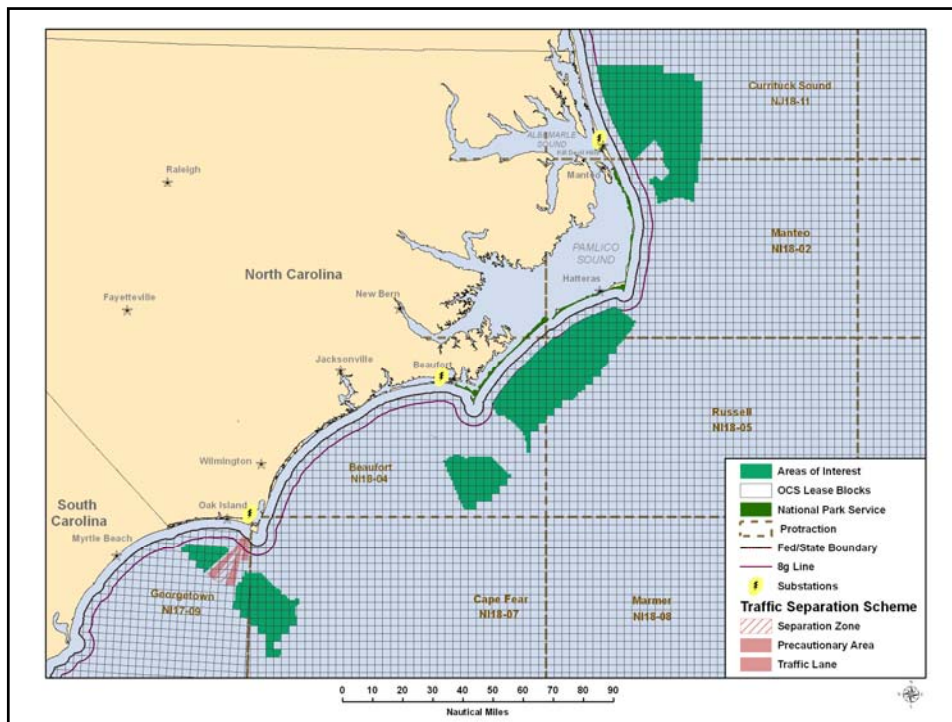 Currituck Sound
NJ18-11
ALBEMARLE
SOUND
Kill Devil Hills
Raleigh
Manteo
Manteo
NI18-02
PAMLICO
SOUND
North Carolina
Hatteras
Fayetteville
New Bern
Jacksonville
Beaufort
Russell
NI18-05
Wilmington
Beaufort
NI18-04
South
Carolina
Oak Island
Myrtle Beach
Georgetown
NI17-09
Cape Fear
NI18-07
Marmer
NI18-08
Areas of Interest
OCS Lease Blocks
National Park Service
Protraction
Fed/State Boundary
8g Line
Substations
Traffic Separation Scheme
Separation Zone
Precautionary Area
Traffic Lane
0 10 20 30 40 50 60 70 80 90
Nautical Miles